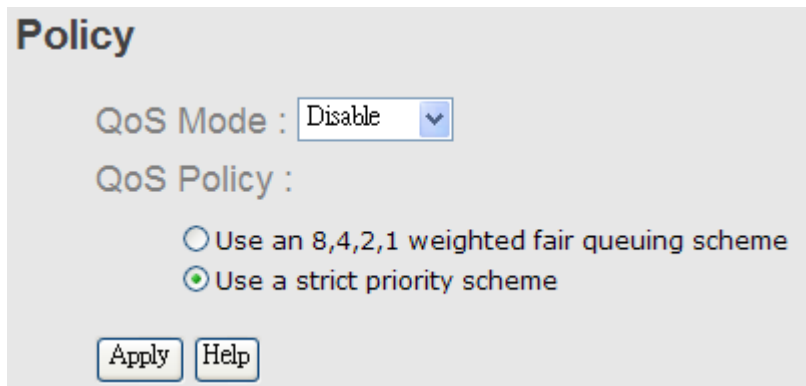 Policy
QoS Mode : Disable
QoS Policy :
Use an 8,4,2,1 weighted fair queuing scheme
Use a strict priority scheme
Apply Help